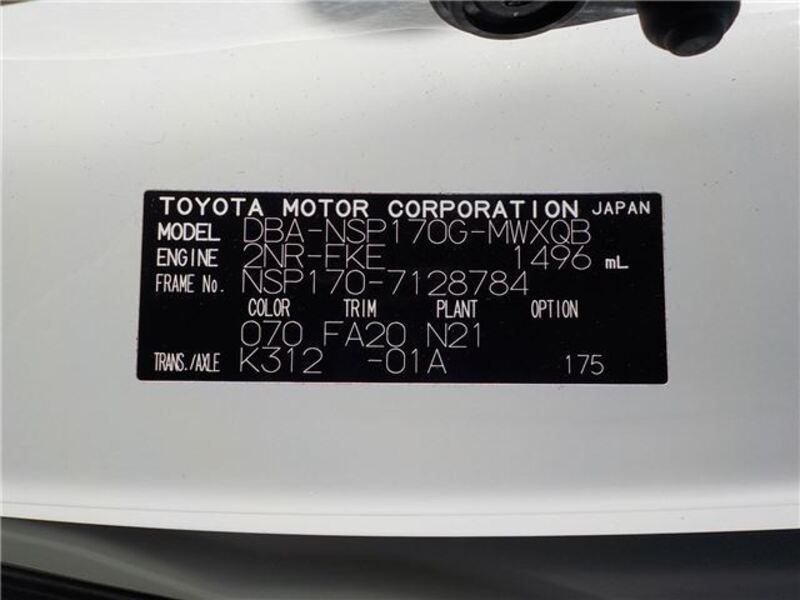 TOYOTA MOTOR CORPORATION JAPAN
MODEL DBA-NSP170G-MWXQB
ENGINE 2NR-FKE 1496 mL
FRAME No. NSP170-7128784
COLOR TRIM PLANT OPTION
070 FA20 N21
TRANS./AXLE K312 -01A 175